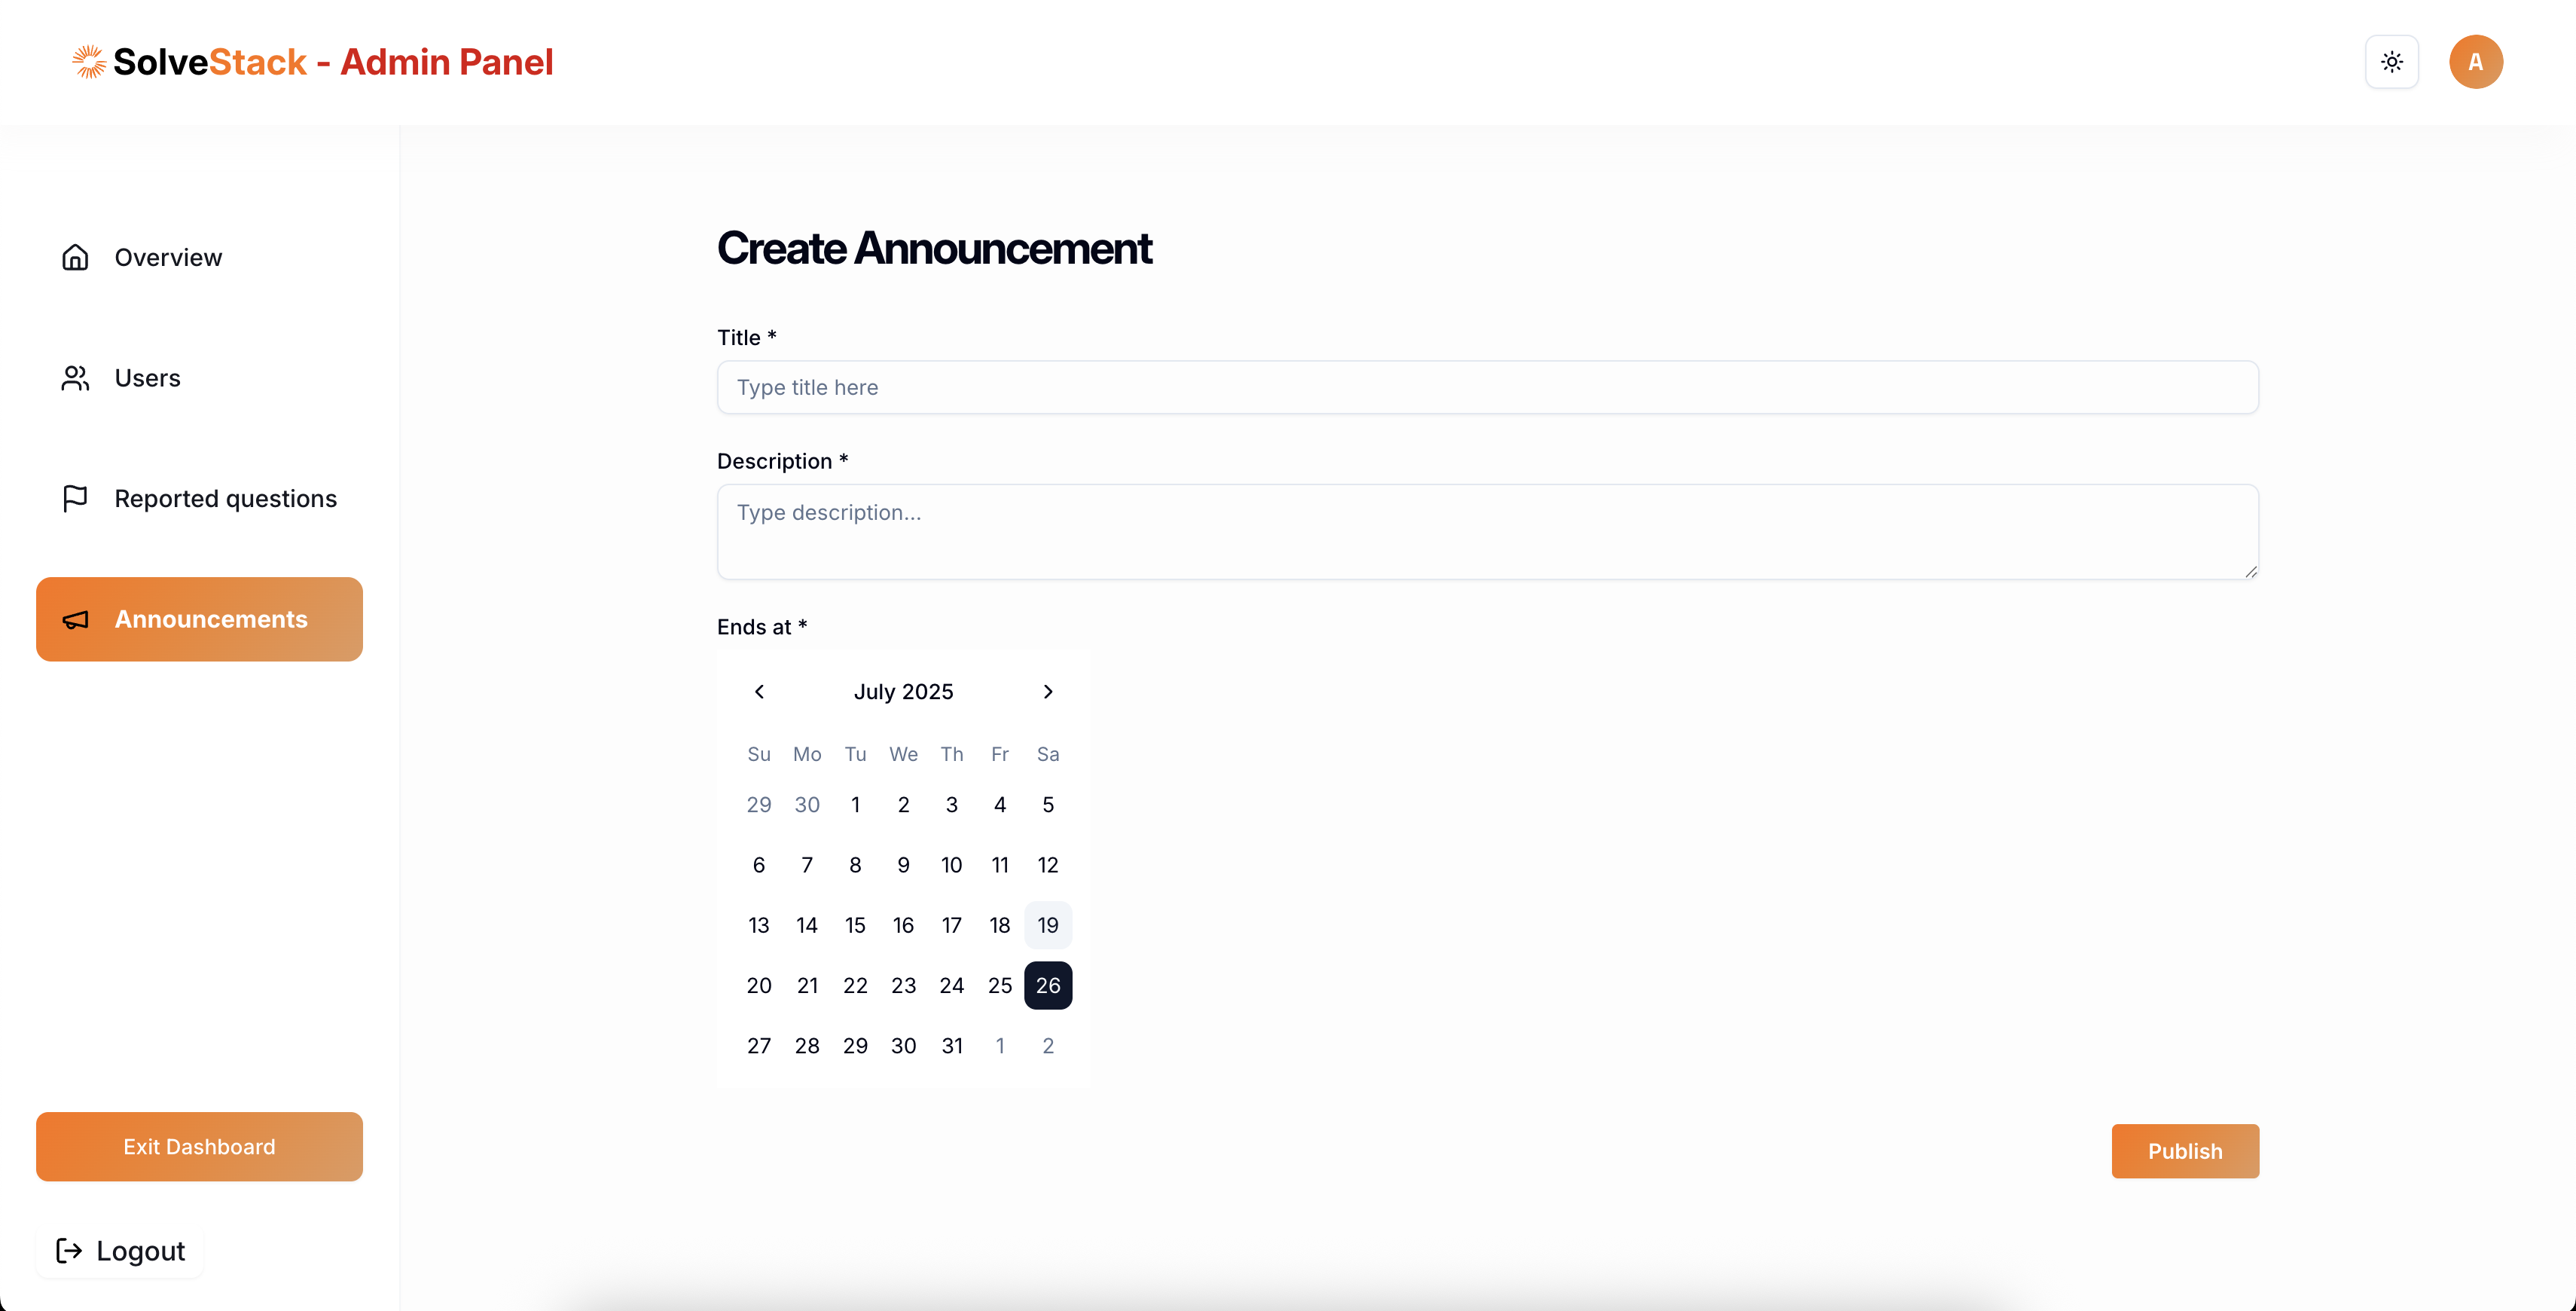 SolveStack - Admin Panel
A
Overview
Users
Reported questions
Announcements
Exit Dashboard
Logout
Create Announcement
Title *
Type title here
Description *
Type description...
Ends at *
July 2025
Su Mo Tu We Th Fr Sa
29 30 1 2 3 4 5
6 7 8 9 10 11 12
13 14 15 16 17 18 19
20 21 22 23 24 25 26
27 28 29 30 31 1 2
Publish